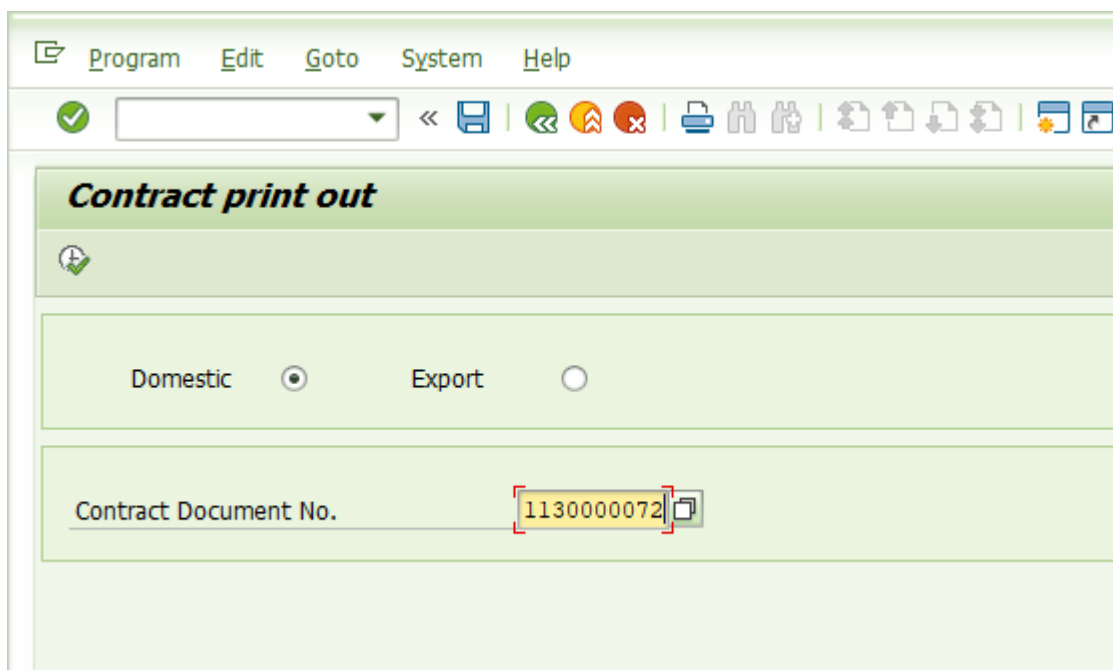 Program Edit Goto System Help
Contract print out
Domestic Export
Contract Document No. 1130000072